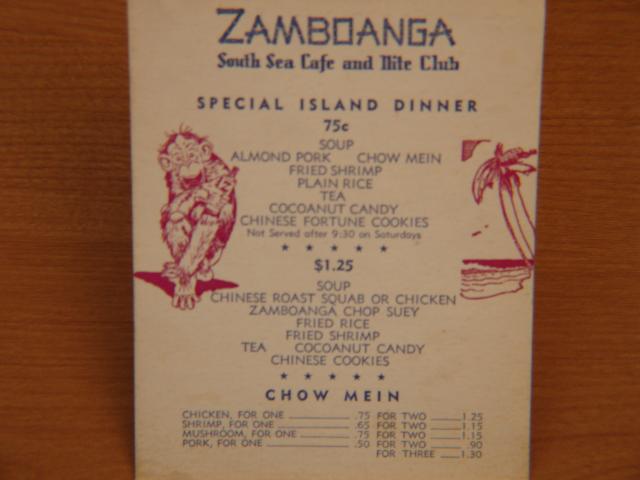 ZAMBOANGA
South Sea Cafe and Nite Club
SPECIAL ISLAND DINNER
75c
SOUP
ALMOND PORK CHOW MEIN
FRIED SHRIMP
PLAIN RICE
TEA
COCOANUT CANDY
CHINESE FORTUNE COOKIES
Not Served after 9:30 on Saturdays
★ ★ ★ ★ ★
$1.25
SOUP
CHINESE ROAST SQUAB OR CHICKEN
ZAMBOANGA CHOP SUEY
FRIED RICE
FRIED SHRIMP
TEA COCOANUT CANDY
CHINESE COOKIES
★ ★ ★ ★ ★
CHOW MEIN
CHICKEN, FOR ONE .75 FOR TWO 1.25
SHRIMP, FOR ONE .65 FOR TWO 1.15
MUSHROOM, FOR ONE .75 FOR TWO 1.15
PORK, FOR ONE .50 FOR TWO .90
FOR THREE 1.30